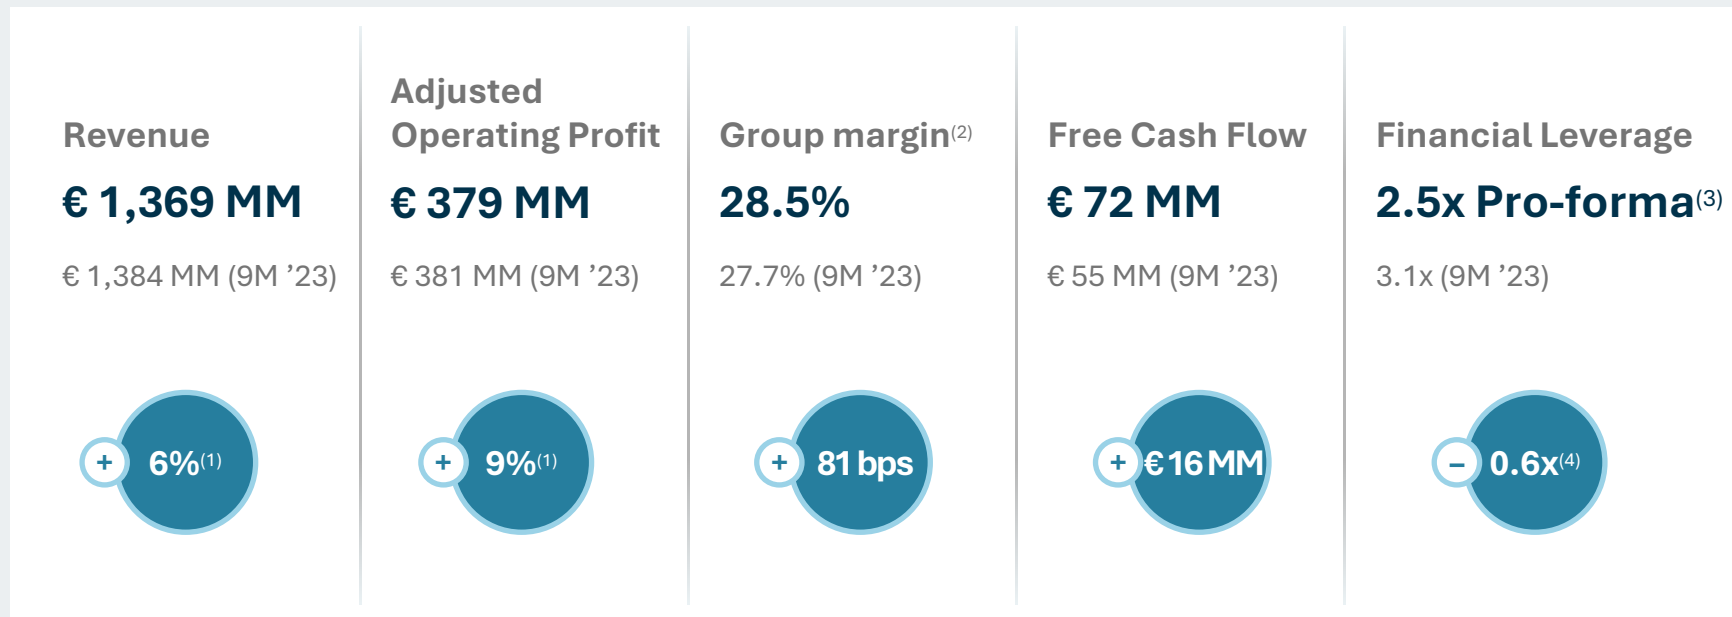 Revenue
€ 1,369 MM
€ 1,384 MM (9M ’23)
+ 6%(1)
Adjusted
Operating Profit
€ 379 MM
€ 381 MM (9M ’23)
+ 9%(1)
Group margin(2)
28.5%
27.7% (9M ’23)
+ 81 bps
Free Cash Flow
€ 72 MM
€ 55 MM (9M ’23)
+ € 16 MM
Financial Leverage
2.5x Pro-forma(3)
3.1x (9M ’23)
– 0.6x(4)